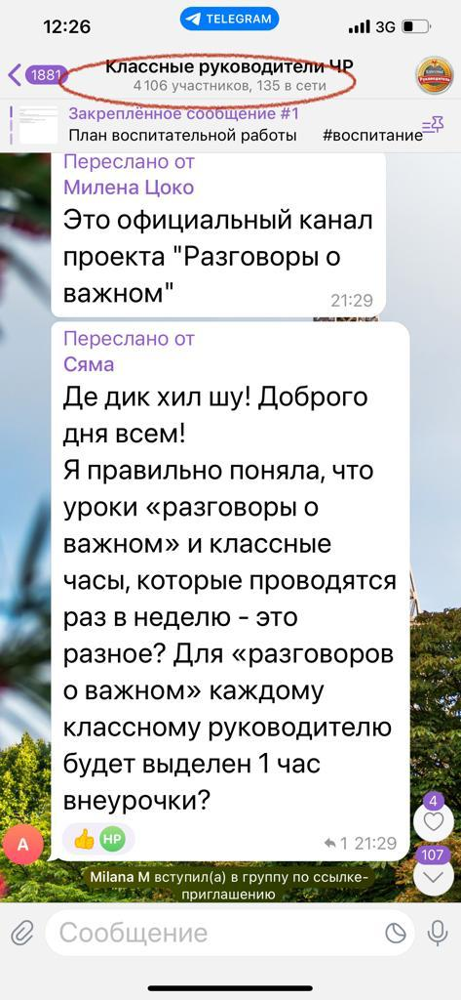 12:26
TELEGRAM
3G
1881
Классные руководители ЧР
4 106 участников, 135 в сети
Закреплённое сообщение #1
План воспитательной работы #воспитание
Переслано от
Милена Цоко
Это официальный канал
проекта "Разговоры о
важном"
21:29
Переслано от
Сяма
Де дик хил шу! Доброго
дня всем!
Я правильно поняла, что
уроки «разговоры о
важном» и классные
часы, которые проводятся
раз в неделю - это
разное? Для «разговоров
о важном» каждому
классному руководителю
будет выделен 1 час
внеурочки?
HP
1 21:29
A
4
107
Milana M вступил(а) в группу по ссылке-
приглашению
Сообщение